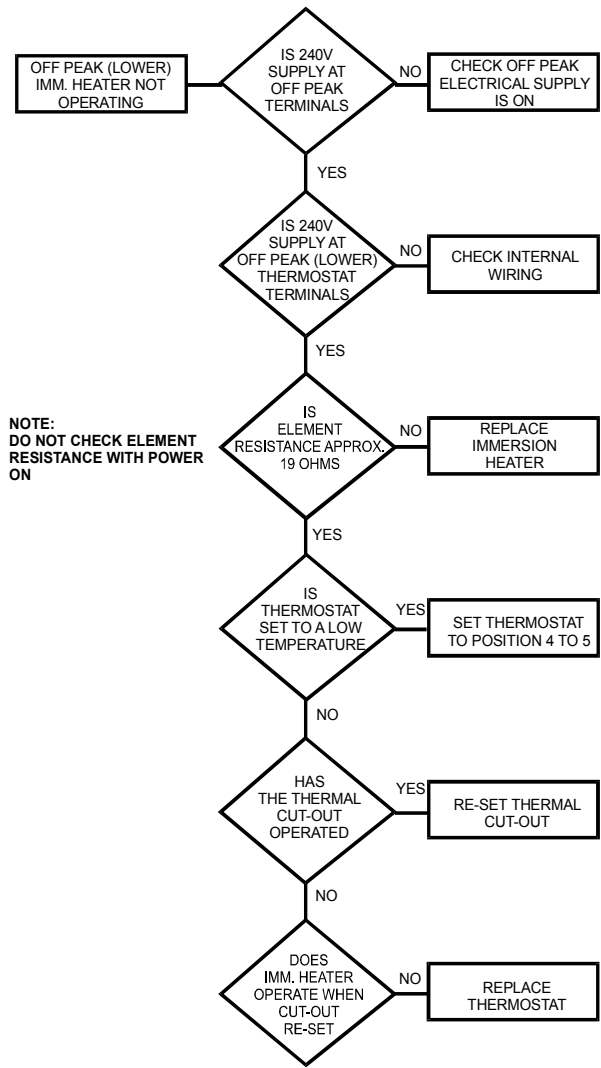 OFF PEAK (LOWER)
IMM. HEATER NOT
OPERATING
IS 240V
SUPPLY AT
OFF PEAK
TERMINALS
NO
CHECK OFF PEAK
ELECTRICAL SUPPLY
IS ON
YES
IS 240V
SUPPLY AT
OFF PEAK (LOWER)
THERMOSTAT
TERMINALS
NO
CHECK INTERNAL
WIRING
YES
NOTE:
DO NOT CHECK ELEMENT
RESISTANCE WITH POWER
ON
IS
ELEMENT
RESISTANCE APPROX.
19 OHMS
NO
REPLACE
IMMERSION
HEATER
YES
IS
THERMOSTAT
SET TO A LOW
TEMPERATURE
YES
SET THERMOSTAT
TO POSITION 4 TO 5
NO
HAS
THE THERMAL
CUT-OUT
OPERATED
YES
RE-SET THERMAL
CUT-OUT
NO
DOES
IMM. HEATER
OPERATE WHEN
CUT-OUT
RE-SET
NO
REPLACE
THERMOSTAT